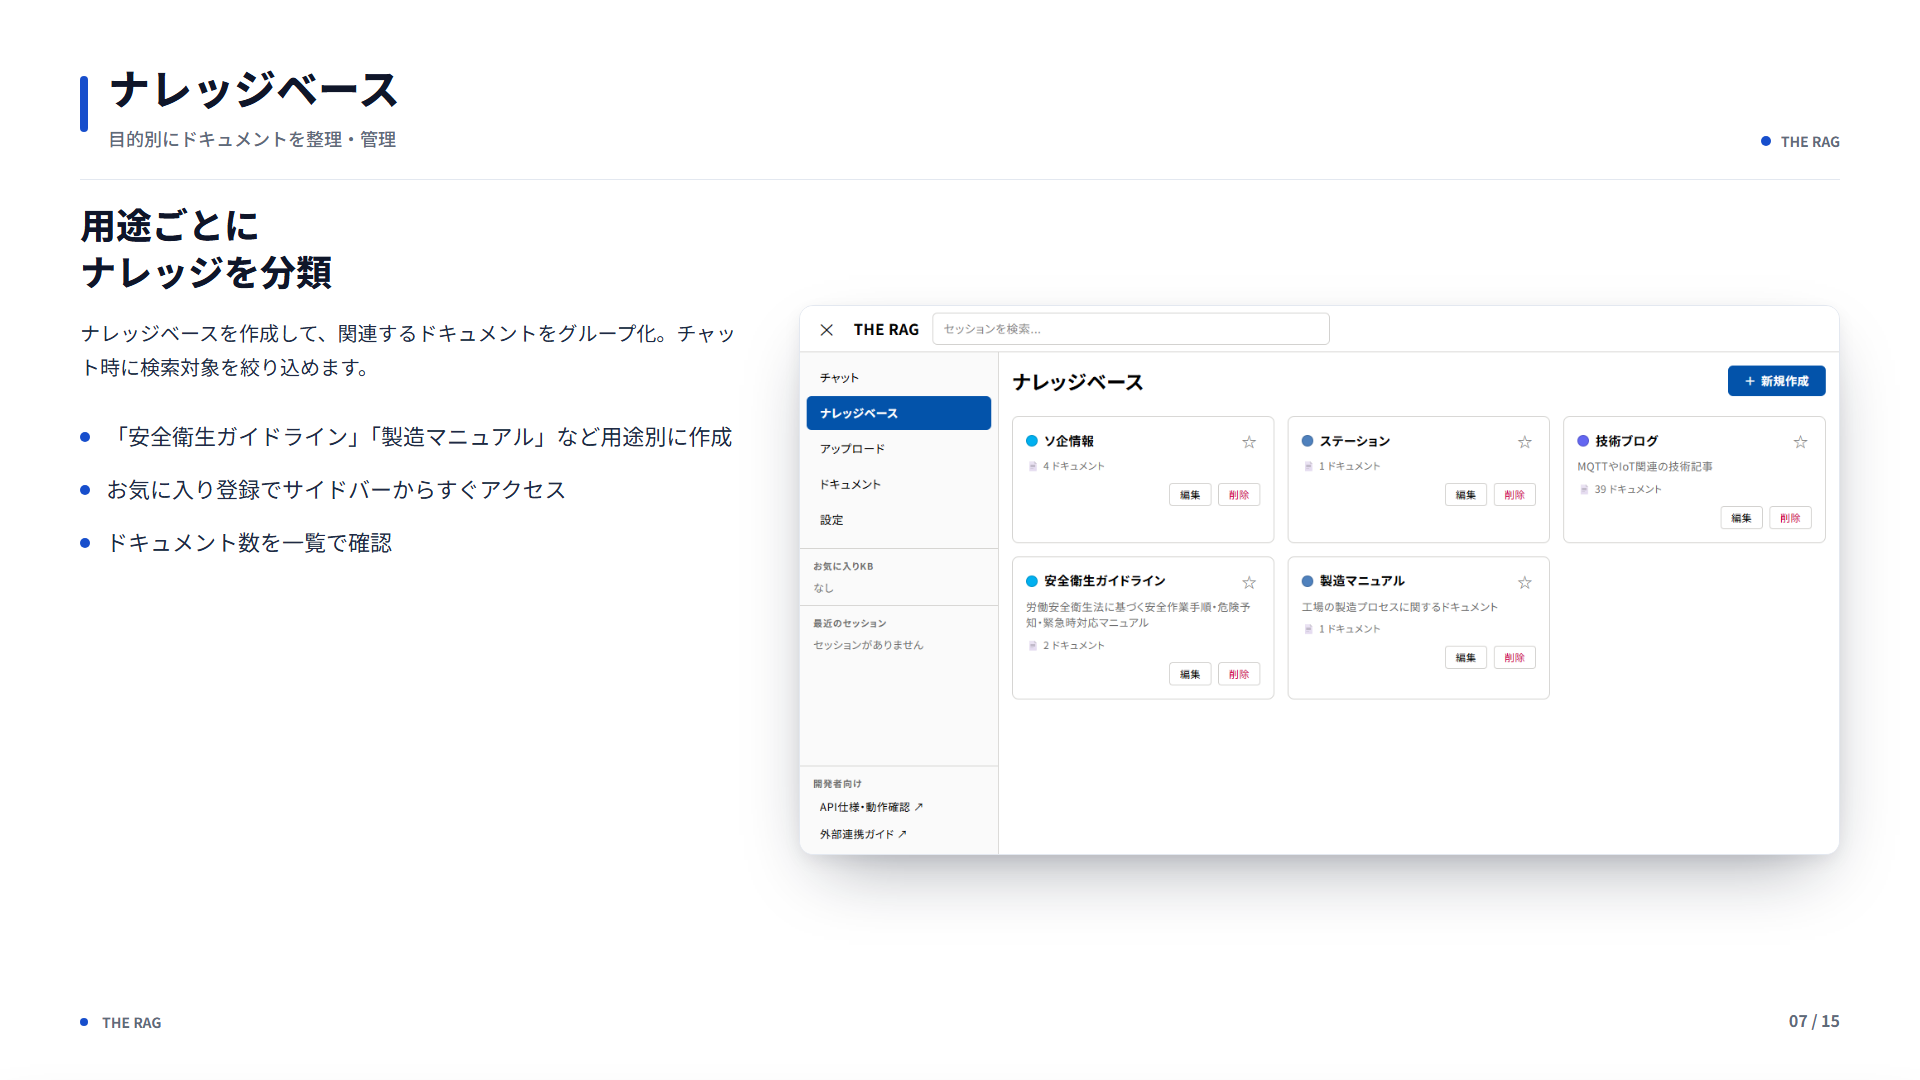 ナレッジベース
目的別にドキュメントを整理・管理
THE RAG
用途ごとに
ナレッジを分類
ナレッジベースを作成して、関連するドキュメントをグループ化。チャッ
ト時に検索対象を絞り込めます。
「安全衛生ガイドライン」「製造マニュアル」など用途別に作成
お気に入り登録でサイドバーからすぐアクセス
ドキュメント数を一覧で確認
THE RAG
セッションを検索...
チャット
ナレッジベース
アップロード
ドキュメント
設定
お気に入りKB
なし
最近のセッション
セッションがありません
開発者向け
API仕様・動作確認 ↗
外部連携ガイド ↗
ナレッジベース
＋ 新規作成
ソ企情報
4 ドキュメント
編集 削除
ステーション
1 ドキュメント
編集 削除
技術ブログ
MQTTやIoT関連の技術記事
39 ドキュメント
編集 削除
安全衛生ガイドライン
労働安全衛生法に基づく安全作業手順・危険予
知・緊急時対応マニュアル
2 ドキュメント
編集 削除
製造マニュアル
工場の製造プロセスに関するドキュメント
1 ドキュメント
編集 削除
THE RAG
07 / 15